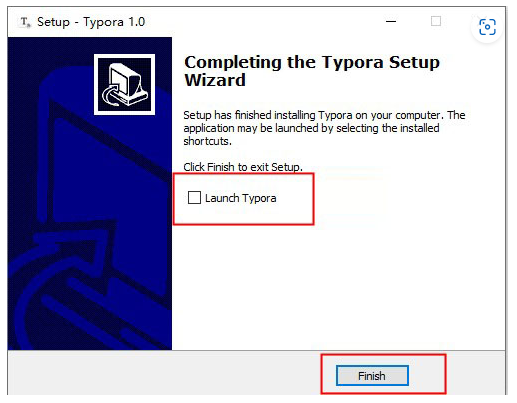 Setup - Typora 1.0
Completing the Typora Setup
Wizard
Setup has finished installing Typora on your computer. The
application may be launched by selecting the installed
shortcuts.
Click Finish to exit Setup.
Launch Typora
Finish